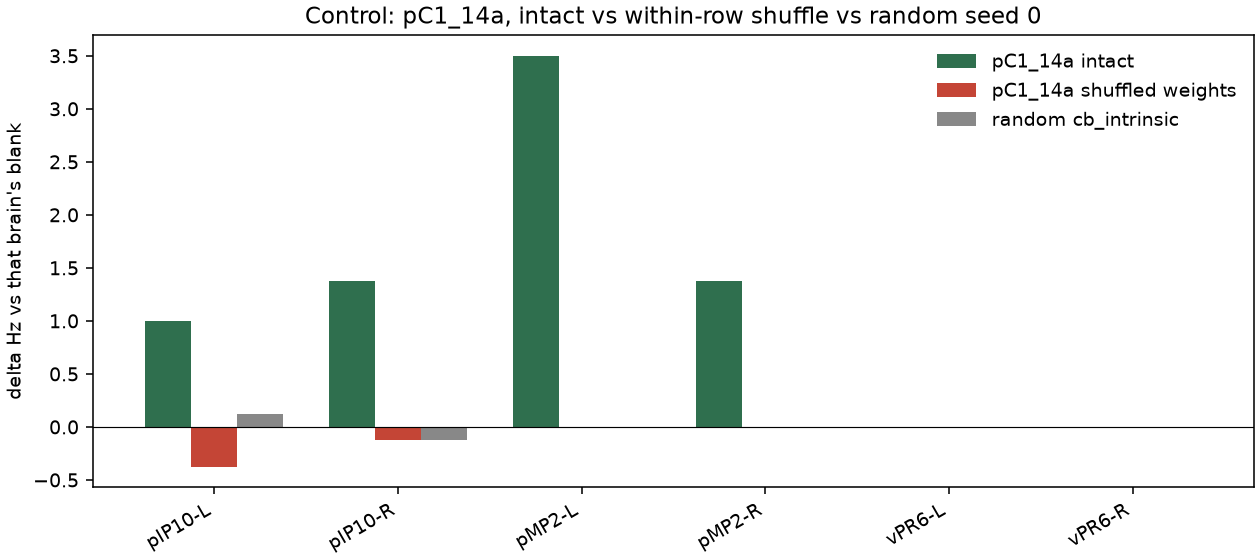 Control: pC1_14a, intact vs within-row shuffle vs random seed 0
delta Hz vs that brain's blank
3.5
3.0
2.5
2.0
1.5
1.0
0.5
0.0
−0.5
pC1_14a intact
pC1_14a shuffled weights
random cb_intrinsic
pIP10-L
pIP10-R
pMP2-L
pMP2-R
vPR6-L
vPR6-R